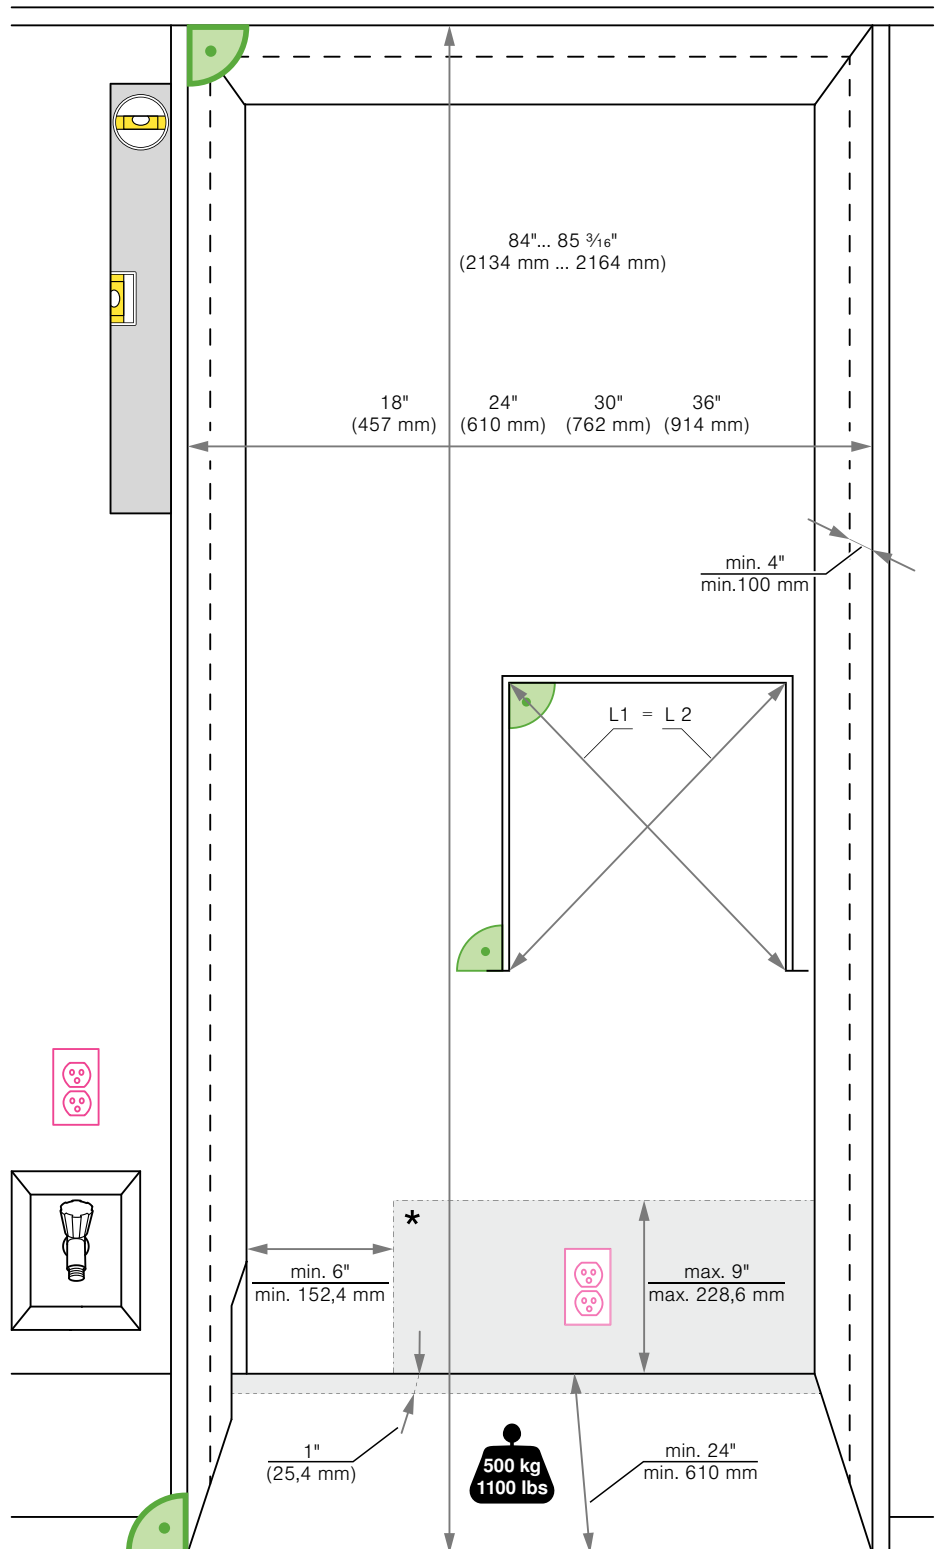 84"... 85 ³⁄₁₆"
(2134 mm ... 2164 mm)
18" 24" 30" 36"
(457 mm) (610 mm) (762 mm) (914 mm)
min. 4"
min.100 mm
L1 = L 2
*
min. 6"
min. 152,4 mm
max. 9"
max. 228,6 mm
1"
(25,4 mm)
500 kg
1100 lbs
min. 24"
min. 610 mm